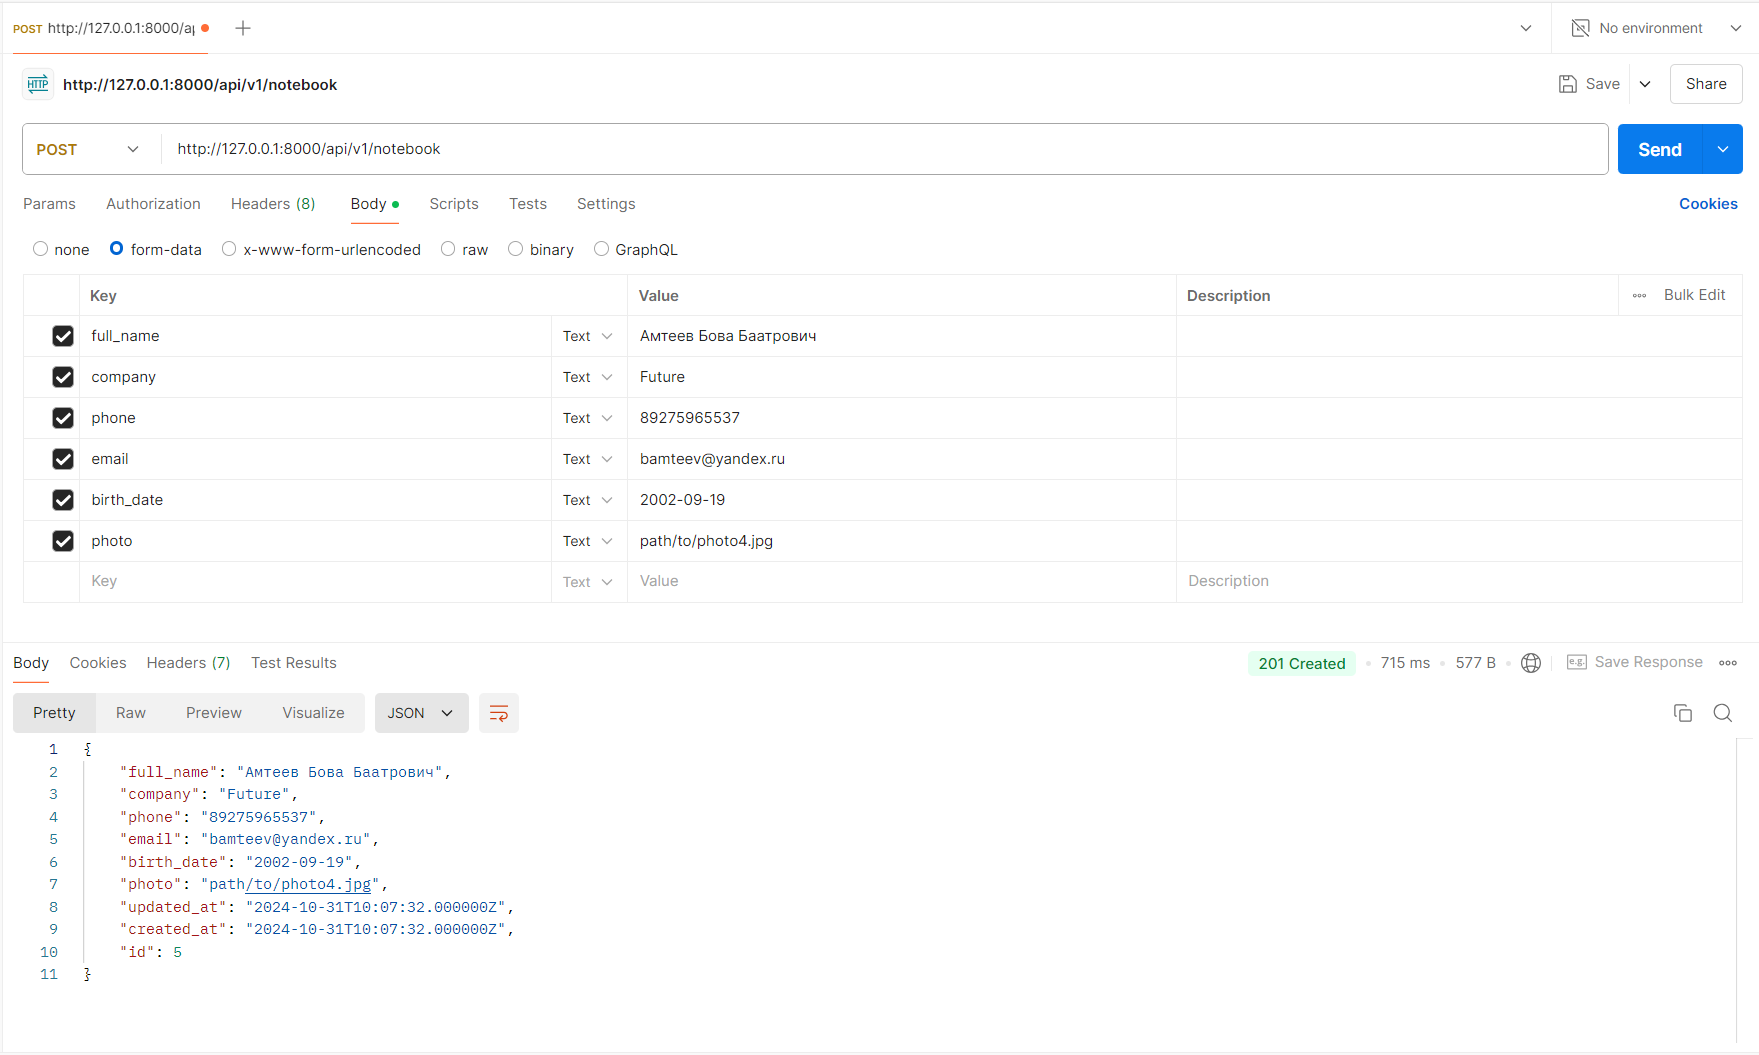 POST http://127.0.0.1:8000/aṗ
No environment
HTTP http://127.0.0.1:8000/api/v1/notebook
Save Share
POST http://127.0.0.1:8000/api/v1/notebook Send
Params Authorization Headers (8) Body Scripts Tests Settings Cookies
none form-data x-www-form-urlencoded raw binary GraphQL
Key Value Description Bulk Edit
full_name Text Амтеев Бова Баатрович
company Text Future
phone Text 89275965537
email Text bamteev@yandex.ru
birth_date Text 2002-09-19
photo Text path/to/photo4.jpg
Key Text Value Description
Body Cookies Headers (7) Test Results 201 Created 715 ms 577 B e.g. Save Response
Pretty Raw Preview Visualize JSON
1 {
2 "full_name": "Амтеев Бова Баатрович",
3 "company": "Future",
4 "phone": "89275965537",
5 "email": "bamteev@yandex.ru",
6 "birth_date": "2002-09-19",
7 "photo": "path/to/photo4.jpg",
8 "updated_at": "2024-10-31T10:07:32.000000Z",
9 "created_at": "2024-10-31T10:07:32.000000Z",
10 "id": 5
11 }